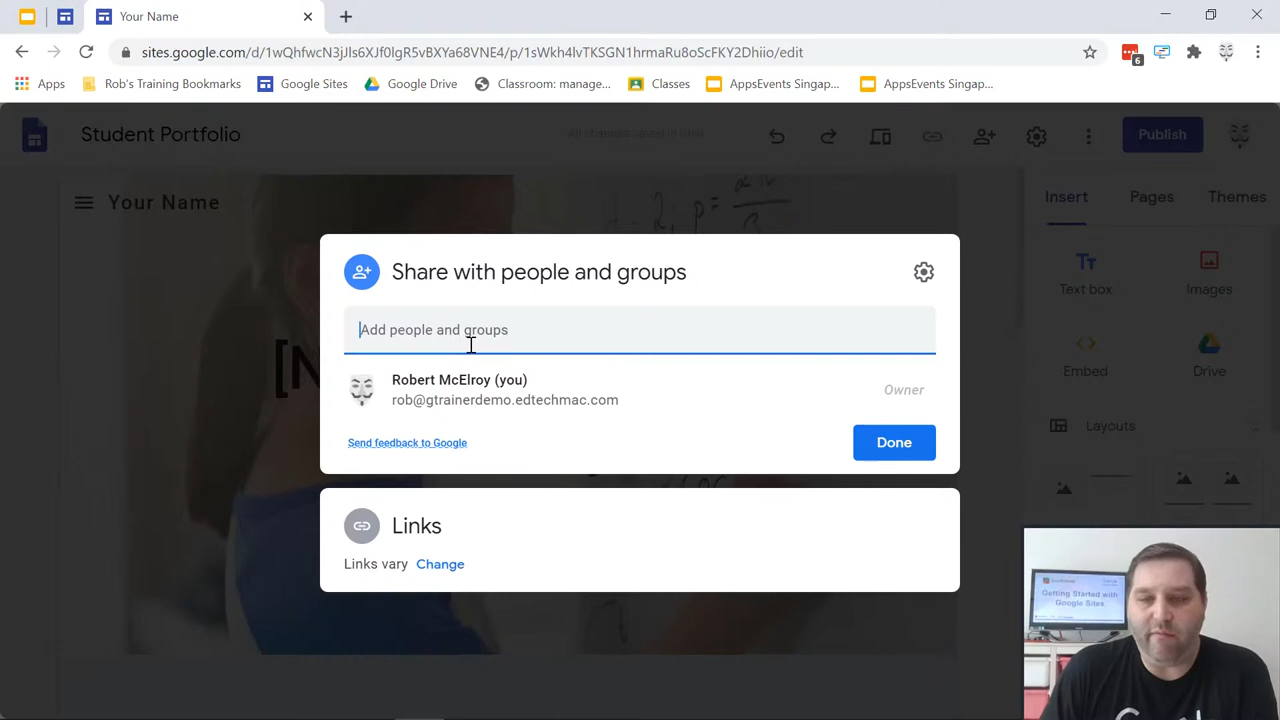 Your Name
sites.google.com/d/1wQhfwcN3jJls6XJf0IgR5vBXYa68VNE4/p/1sWkh4lvTKSGN1hrmaRu8oScFKY2Dhiio/edit
6
Apps
Rob's Training Bookmarks
Google Sites
Google Drive
Classroom: manage...
Classes
AppsEvents Singap...
AppsEvents Singap...
Student Portfolio
All changes saved in Drive
Publish
Your Name
Insert
Pages
Themes
Tт
Text box
Images
Embed
Drive
Layouts
Share with people and groups
Add people and groups
Robert McElroy (you)
rob@gtrainerdemo.edtechmac.com
Owner
Send feedback to Google
Done
Links
Links vary Change
Getting Started with
Google Sites